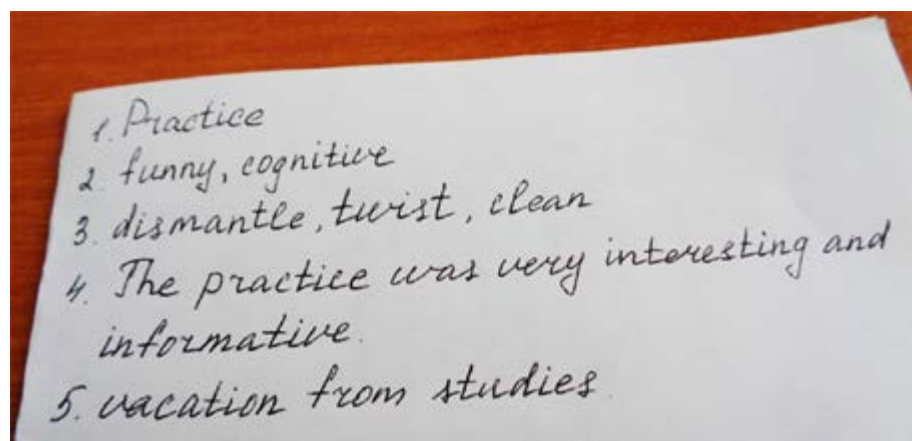 1. Practice
2. funny, cognitive
3. dismantle, twist, clean
4. The practice was very interesting and
informative.
5. vacation from studies